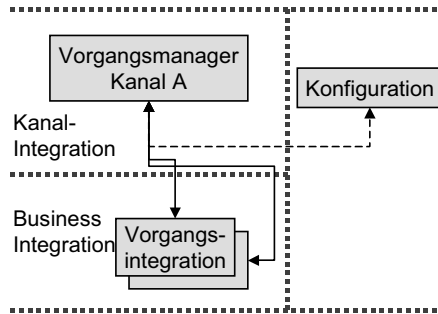 Vorgangsmanager
Kanal A
Konfiguration
Kanal-
Integration
Business
Integration
Vorgangs-
integration